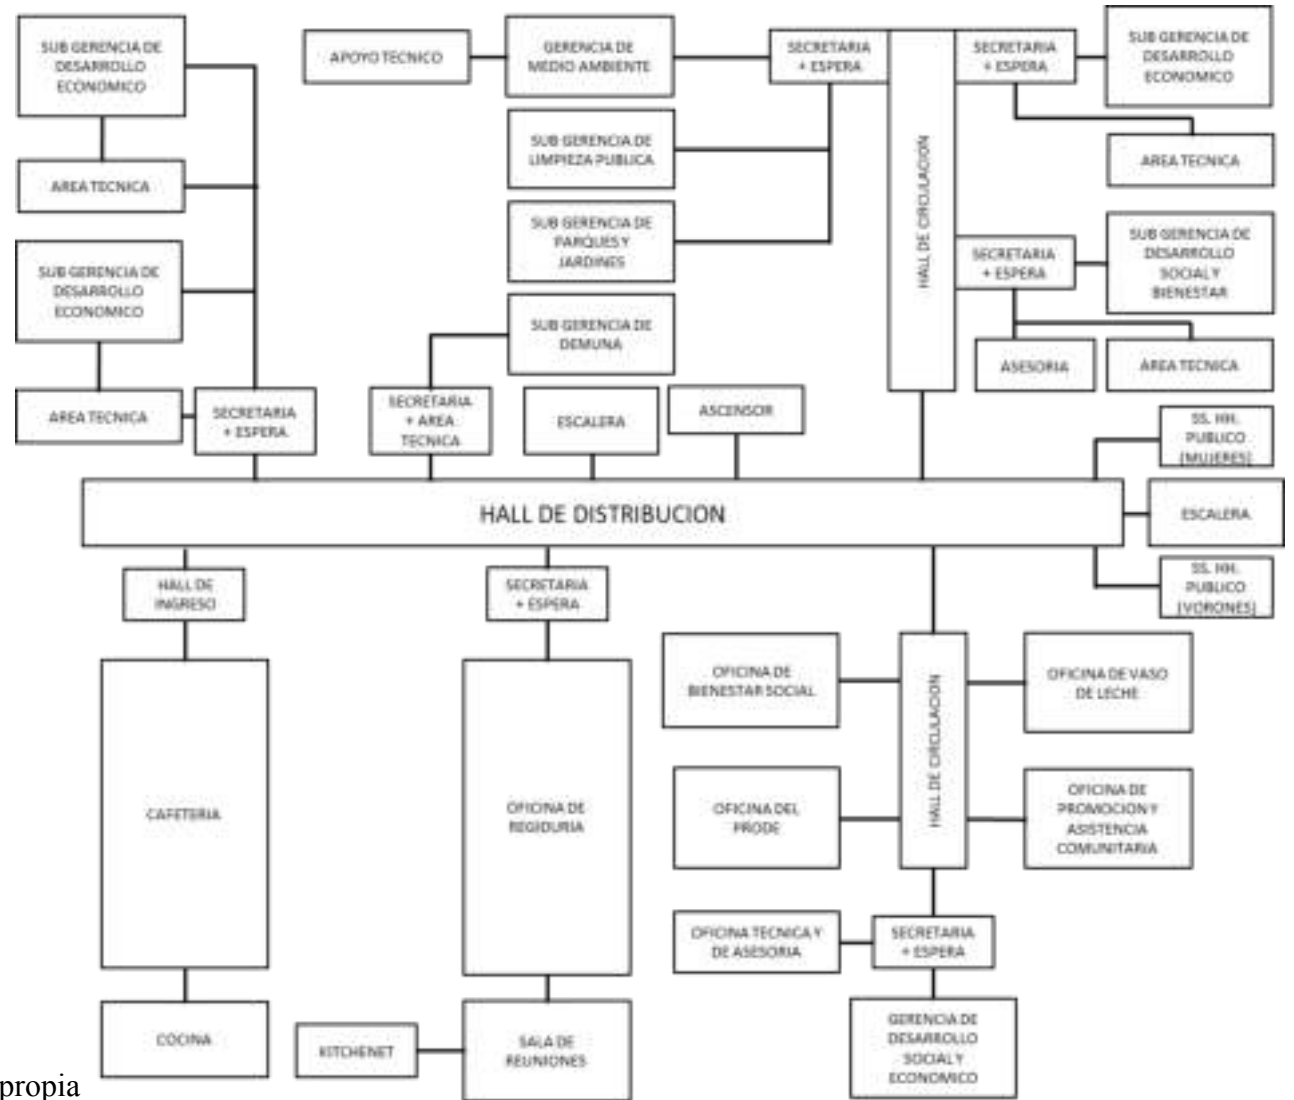 SUB GERENCIA DE
DESARROLLO
ECONOMICO
APOYO TECNICO
GERENCIA DE
MEDIO AMBIENTE
SECRETARIA
+ ESPERA
SECRETARIA
+ ESPERA
SUB GERENCIA DE
DESARROLLO
ECONOMICO
AREA TECNICA
SUB GERENCIA DE
LIMPIEZA PUBLICA
HALL DE CIRCULACION
AREA TECNICA
SUB GERENCIA DE
DESARROLLO
ECONOMICO
SUB GERENCIA DE
PARQUES Y
JARDINES
SECRETARIA
+ ESPERA
SUB GERENCIA DE
DESARROLLO
SOCIAL Y
BIENESTAR
SUB GERENCIA DE
DEMUNA
ASESORIA
AREA TECNICA
AREA TECNICA
SECRETARIA
+ ESPERA
SECRETARIA
+ AREA
TECNICA
ESCALERA
ASCENSOR
SS. HH.
PUBLICO
(MUJERES)
HALL DE DISTRIBUCION
ESCALERA
HALL DE
INGRESO
SECRETARIA
+ ESPERA
SS. HH.
PUBLICO
(VORONES)
CAFETERIA
OFICINA DE
REGIDURIA
OFICINA DE
BIENESTAR SOCIAL
HALL DE CIRCULACION
OFICINA DE VASO
DE LECHE
OFICINA DEL
PRODE
OFICINA DE
PROMOCION Y
ASISTENCIA
COMUNITARIA
OFICINA TECNICA Y
DE ASESORIA
SECRETARIA
+ ESPERA
COCINA
KITCHENET
SALA DE
REUNIONES
GERENCIA DE
DESARROLLO
SOCIAL Y
ECONOMICO
propia